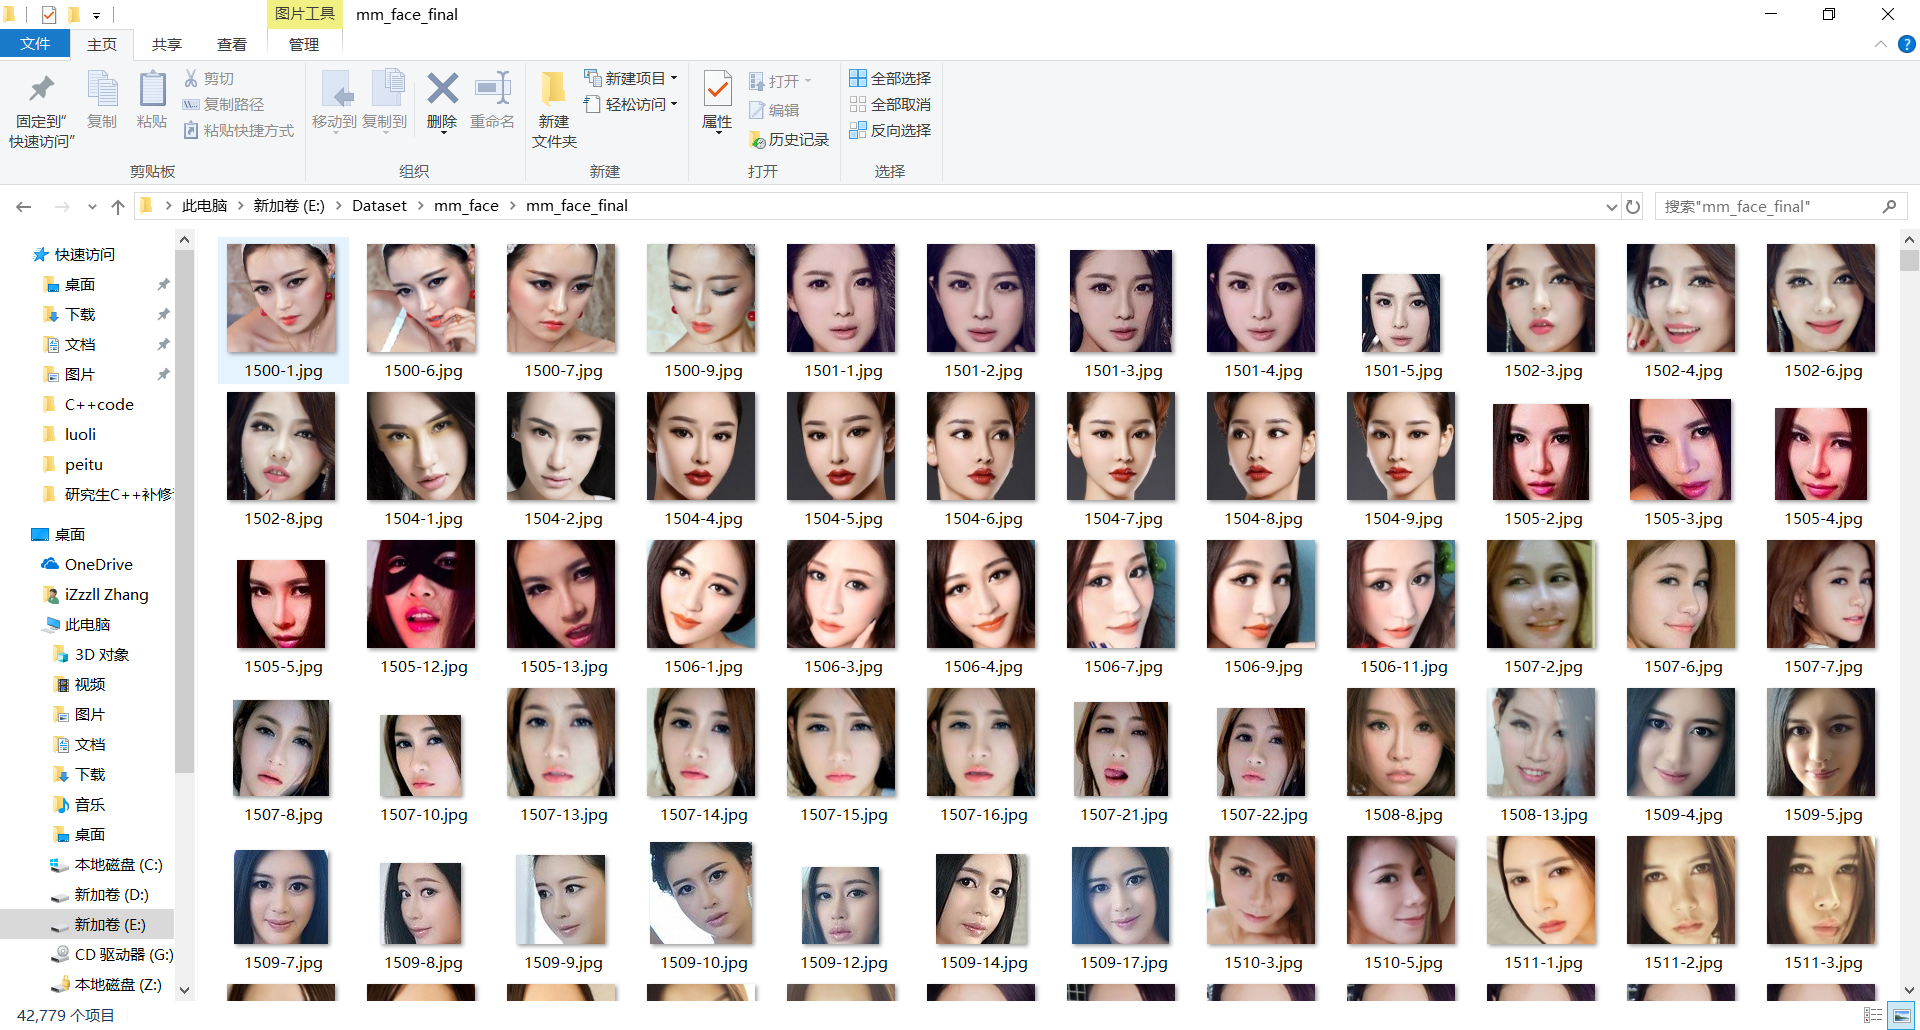 图片工具 mm_face_final
文件 主页 共享 查看 管理
固定到"
快速访问"
复制
粘贴
剪切
复制路径
粘贴快捷方式
剪贴板
移动到
复制到
删除
重命名
组织
新建
文件夹
新建项目
轻松访问
新建
属性
打开
编辑
历史记录
打开
全部选择
全部取消
反向选择
选择
此电脑 新加卷 (E:) Dataset mm_face mm_face_final
搜索"mm_face_final"
快速访问
桌面
下载
文档
图片
C++code
luoli
peitu
研究生C++补修
桌面
OneDrive
iZzzll Zhang
此电脑
3D 对象
视频
图片
文档
下载
音乐
桌面
本地磁盘 (C:)
新加卷 (D:)
新加卷 (E:)
CD 驱动器 (G:)
本地磁盘 (Z:)
1500-1.jpg 1500-6.jpg 1500-7.jpg 1500-9.jpg 1501-1.jpg 1501-2.jpg 1501-3.jpg 1501-4.jpg 1501-5.jpg 1502-3.jpg 1502-4.jpg 1502-6.jpg
1502-8.jpg 1504-1.jpg 1504-2.jpg 1504-4.jpg 1504-5.jpg 1504-6.jpg 1504-7.jpg 1504-8.jpg 1504-9.jpg 1505-2.jpg 1505-3.jpg 1505-4.jpg
1505-5.jpg 1505-12.jpg 1505-13.jpg 1506-1.jpg 1506-3.jpg 1506-4.jpg 1506-7.jpg 1506-9.jpg 1506-11.jpg 1507-2.jpg 1507-6.jpg 1507-7.jpg
1507-8.jpg 1507-10.jpg 1507-13.jpg 1507-14.jpg 1507-15.jpg 1507-16.jpg 1507-21.jpg 1507-22.jpg 1508-8.jpg 1508-13.jpg 1509-4.jpg 1509-5.jpg
1509-7.jpg 1509-8.jpg 1509-9.jpg 1509-10.jpg 1509-12.jpg 1509-14.jpg 1509-17.jpg 1510-3.jpg 1510-5.jpg 1511-1.jpg 1511-2.jpg 1511-3.jpg
42,779 个项目